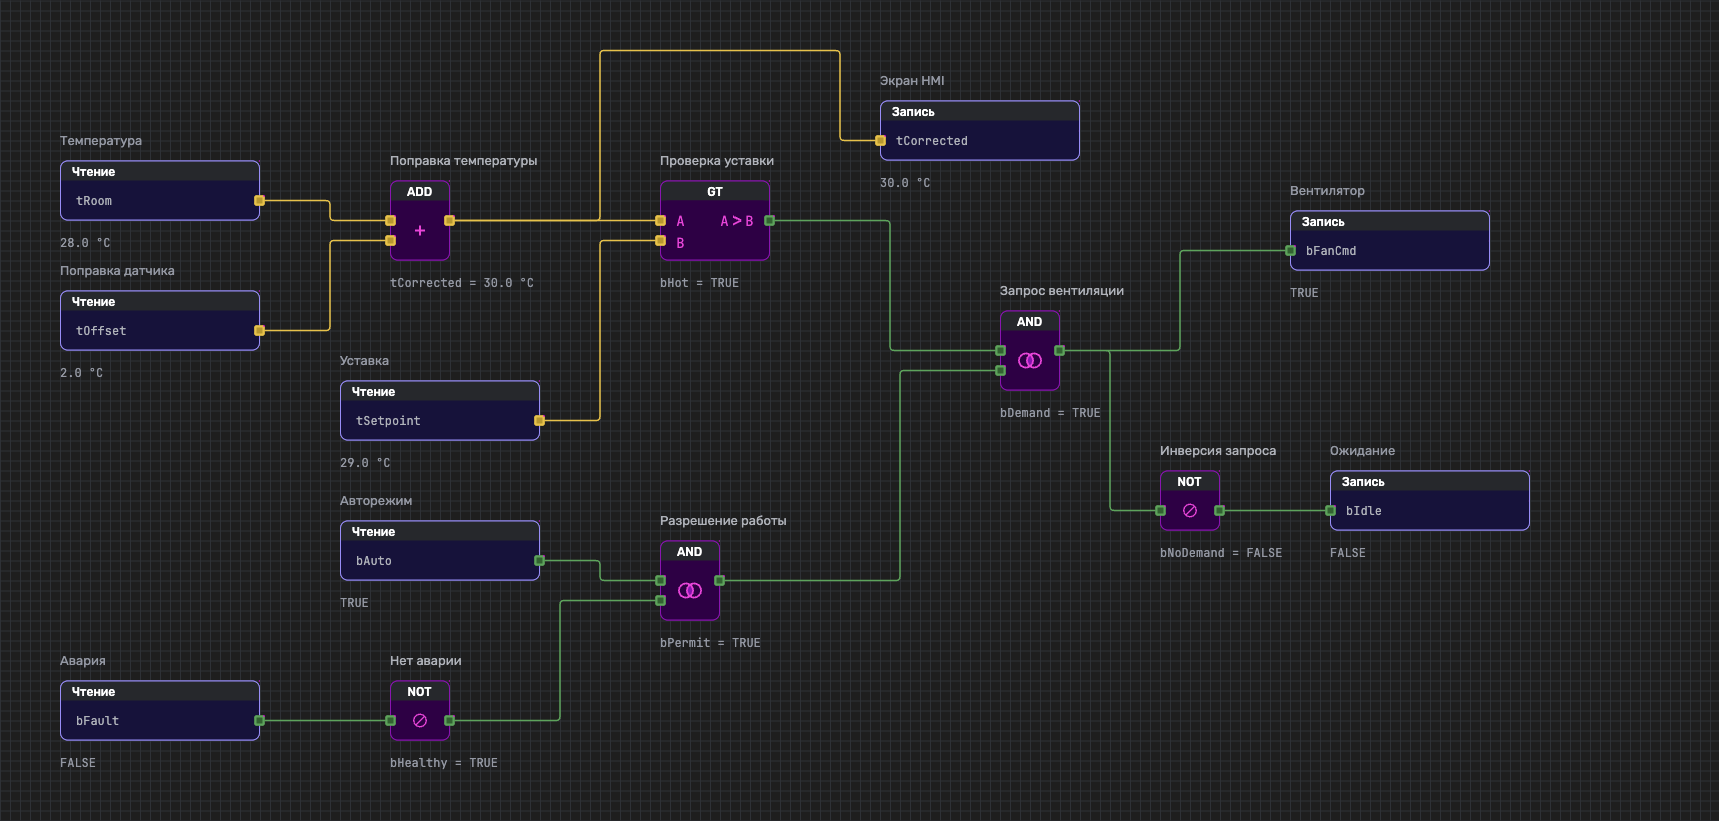 Экран HMI
Запись
tCorrected
30.0 °C
Температура
Чтение
tRoom
28.0 °C
Поправка температуры
ADD
+
tCorrected = 30.0 °C
Проверка уставки
GT
A A > B
B
bHot = TRUE
Вентилятор
Запись
bFanCmd
TRUE
Поправка датчика
Чтение
tOffset
2.0 °C
Запрос вентиляции
AND
bDemand = TRUE
Уставка
Чтение
tSetpoint
29.0 °C
Инверсия запроса
NOT
bNoDemand = FALSE
Ожидание
Запись
bIdle
FALSE
Авторежим
Чтение
bAuto
TRUE
Разрешение работы
AND
bPermit = TRUE
Авария
Чтение
bFault
FALSE
Нет аварии
NOT
bHealthy = TRUE